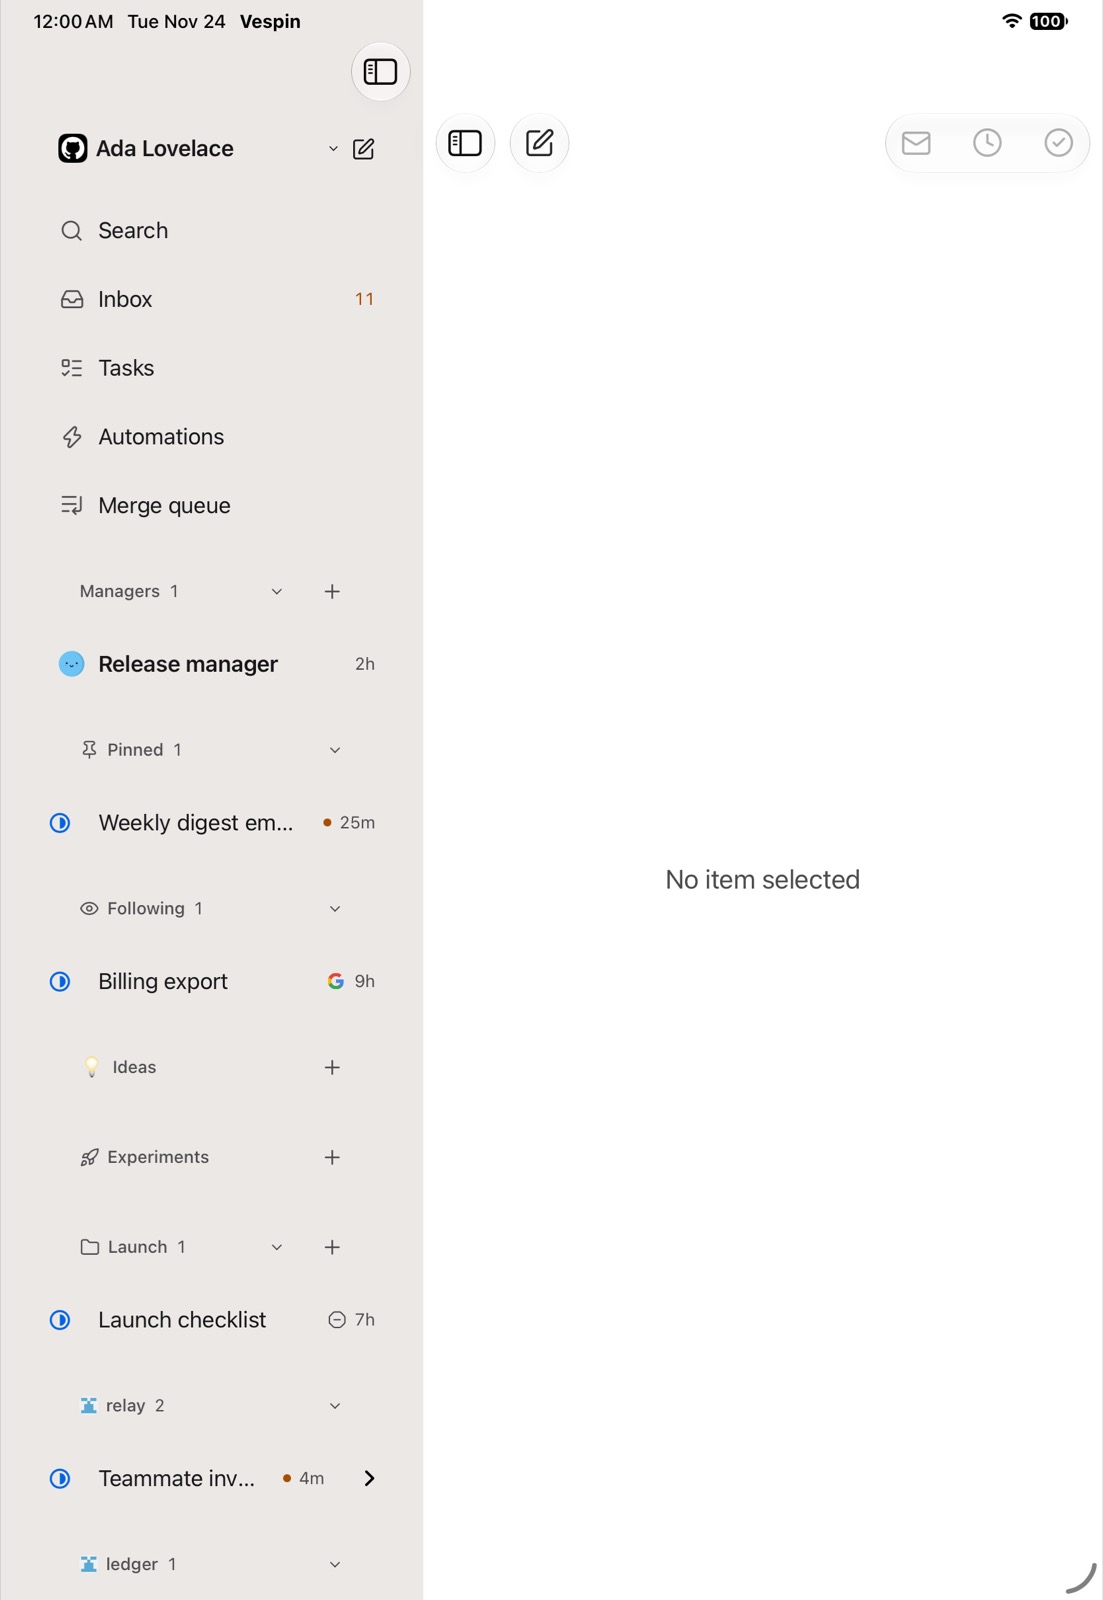 12:00 AM Tue Nov 24 Vespin
100
Ada Lovelace
Search
Inbox 11
Tasks
Automations
Merge queue
Managers 1
Release manager 2h
Pinned 1
Weekly digest em... 25m
Following 1
Billing export 9h
Ideas
Experiments
Launch 1
Launch checklist 7h
relay 2
Teammate inv... 4m
ledger 1
No item selected